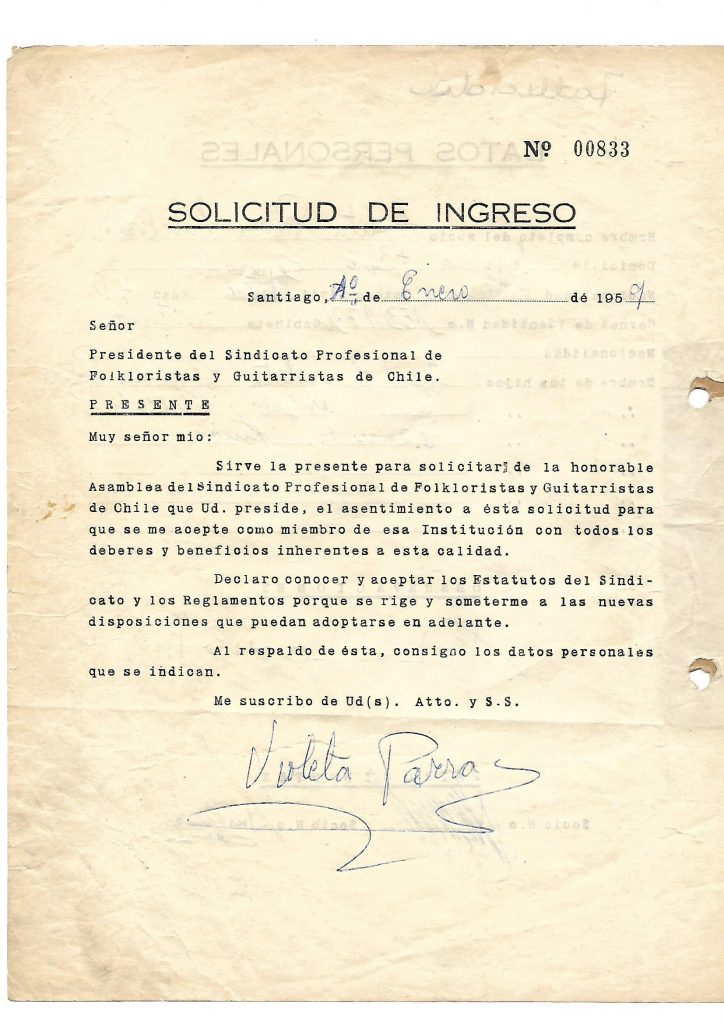 Nº 00833
SOLICITUD DE INGRESO
Santiago, de Enero dé 1959
Señor
Presidente del Sindicato Profesional de
Folkloristas y Guitarristas de Chile.
PRESENTE
Muy señor mio:
Sirve la presente para solicitar de la honorable
Asamblea del Sindicato Profesional de Folkloristas y Guitarristas
de Chile que Ud. preside, el asentimiento a ésta solicitud para
que se me acepte como miembro de esa Institución con todos los
deberes y beneficios inherentes a esta calidad.
Declaro conocer y aceptar los Estatutos del Sindi-
cato y los Reglamentos porque se rige y someterme a las nuevas
disposiciones que puedan adoptarse en adelante.
Al respaldo de ésta, consigno los datos personales
que se indican.
Me suscribo de Ud(s). Atto. y S.S.
Violeta Parra